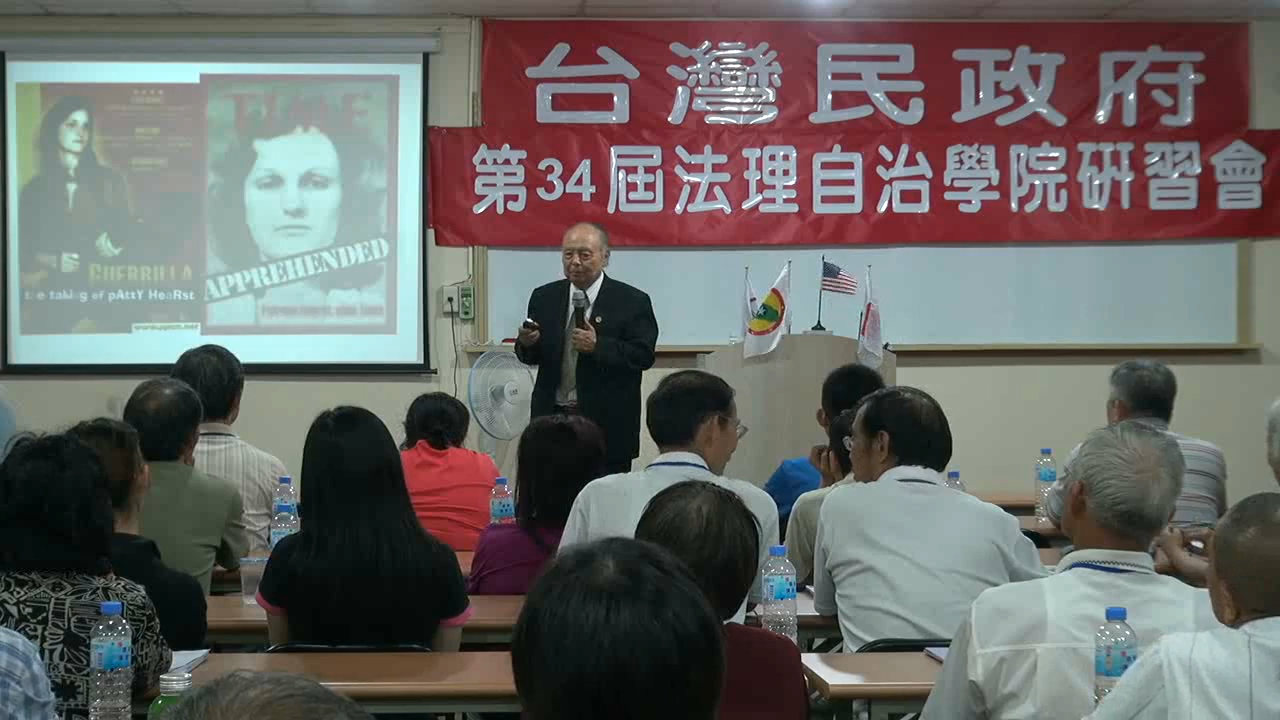 台灣民政府
第34屆法理自治學院研習會
TIME
GUERRILLA
the takiNg of pAttY HeaRst
APPREHENDED